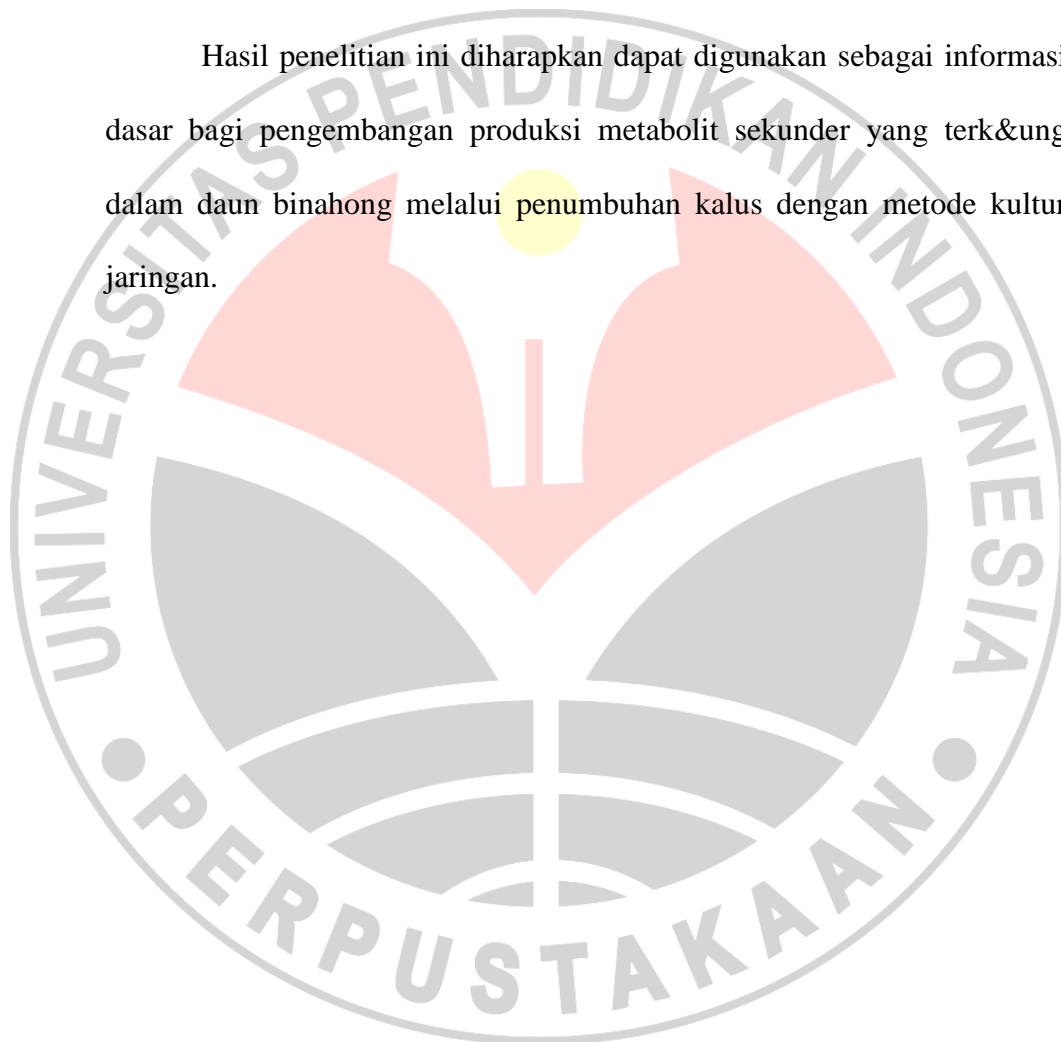 Hasil penelitian ini diharapkan dapat digunakan sebagai informasi
dasar bagi pengembangan produksi metabolit sekunder yang terk&ung
dalam daun binahong melalui penumbuhan kalus dengan metode kultur
jaringan.
UNIVERSITAS PENDIDIKAN INDONESIA
PERPUSTAKAAN